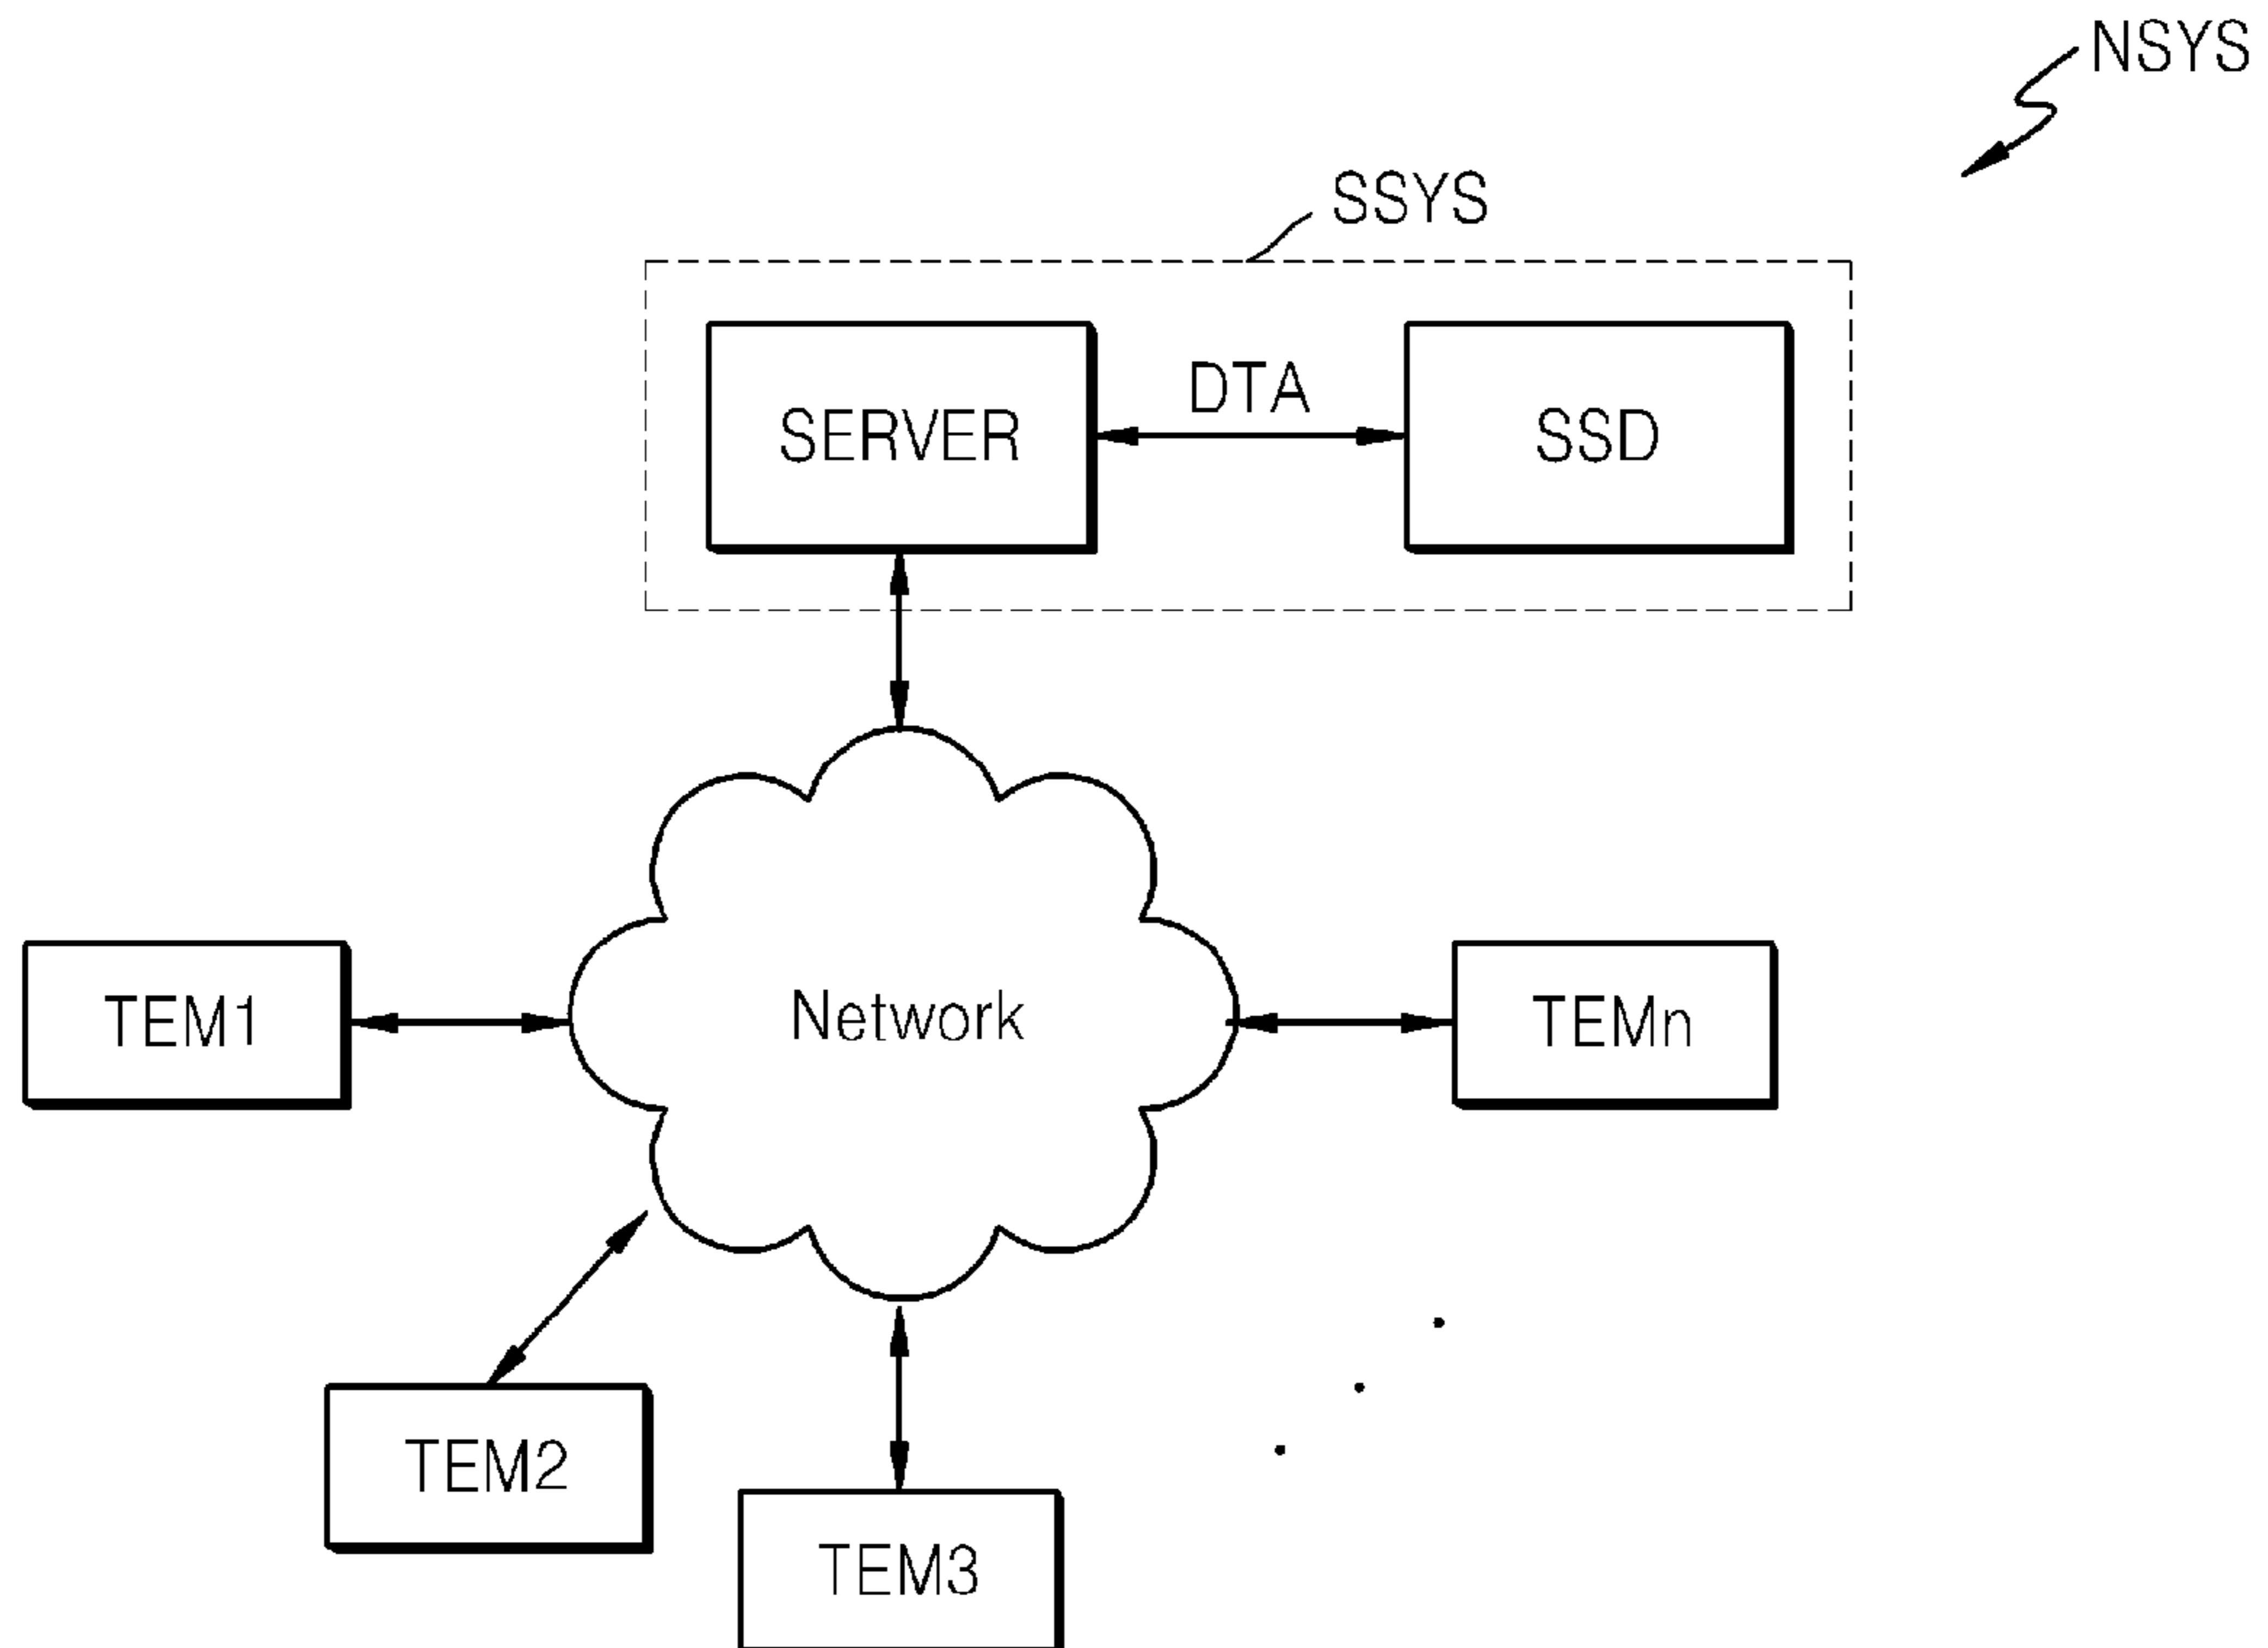 NSYS
SSYS
DTA
SERVER
SSD
Network
TEM1
TEMn
TEM2
TEM3